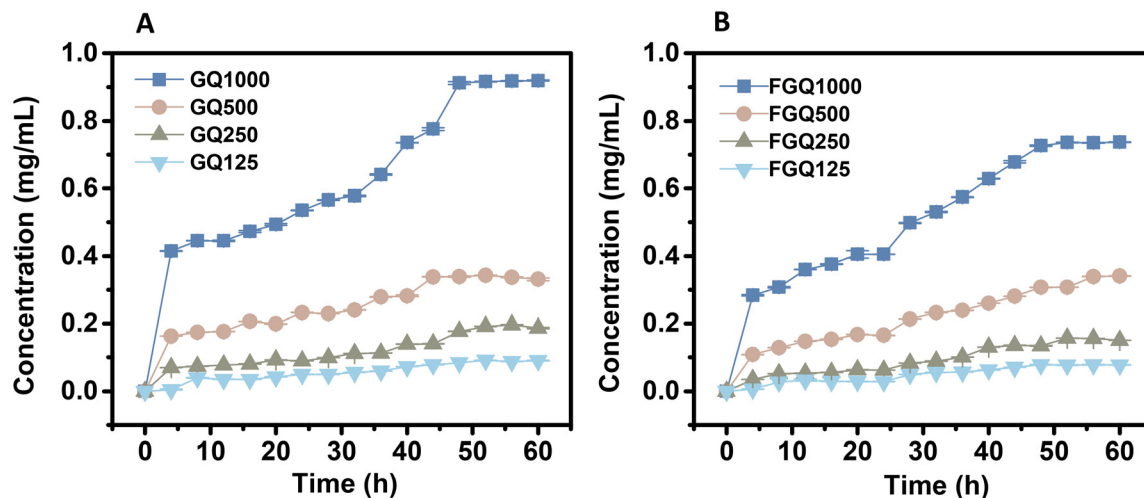 A
Concentration (mg/mL)
1.0
0.8
0.6
0.4
0.2
0.0
GQ1000
GQ500
GQ250
GQ125
0 10 20 30 40 50 60
Time (h)
B
Concentration (mg/mL)
1.0
0.8
0.6
0.4
0.2
0.0
FGQ1000
FGQ500
FGQ250
FGQ125
0 10 20 30 40 50 60
Time (h)